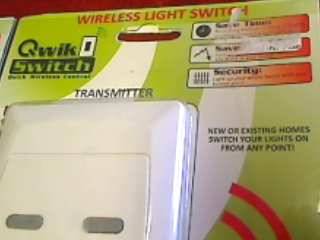 WIRELESS LIGHT SWITCH
Qwik
Switch
Quick Wireless Control
Save Time:
Save
Security:
TRANSMITTER
NEW OR EXISTING HOMES
SWITCH YOUR LIGHTS ON
FROM ANY POINT!